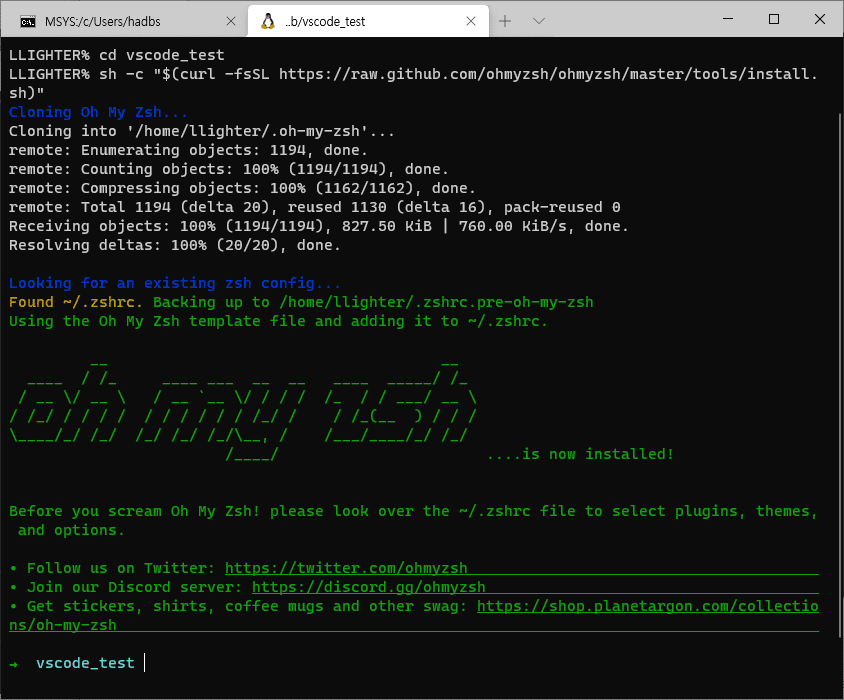 MSYS:/c/Users/hadbs
..b/vscode_test
LLIGHTER% cd vscode_test
LLIGHTER% sh -c "$(curl -fsSL https://raw.github.com/ohmyzsh/ohmyzsh/master/tools/install.
sh)"
Cloning Oh My Zsh...
Cloning into '/home/llighter/.oh-my-zsh'...
remote: Enumerating objects: 1194, done.
remote: Counting objects: 100% (1194/1194), done.
remote: Compressing objects: 100% (1162/1162), done.
remote: Total 1194 (delta 20), reused 1130 (delta 16), pack-reused 0
Receiving objects: 100% (1194/1194), 827.50 KiB | 760.00 KiB/s, done.
Resolving deltas: 100% (20/20), done.
Looking for an existing zsh config...
Found ~/.zshrc. Backing up to /home/llighter/.zshrc.pre-oh-my-zsh
Using the Oh My Zsh template file and adding it to ~/.zshrc.
oh my zsh
....is now installed!
Before you scream Oh My Zsh! please look over the ~/.zshrc file to select plugins, themes,
and options.
• Follow us on Twitter: https://twitter.com/ohmyzsh
• Join our Discord server: https://discord.gg/ohmyzsh
• Get stickers, shirts, coffee mugs and other swag: https://shop.planetargon.com/collectio
ns/oh-my-zsh
→ vscode_test